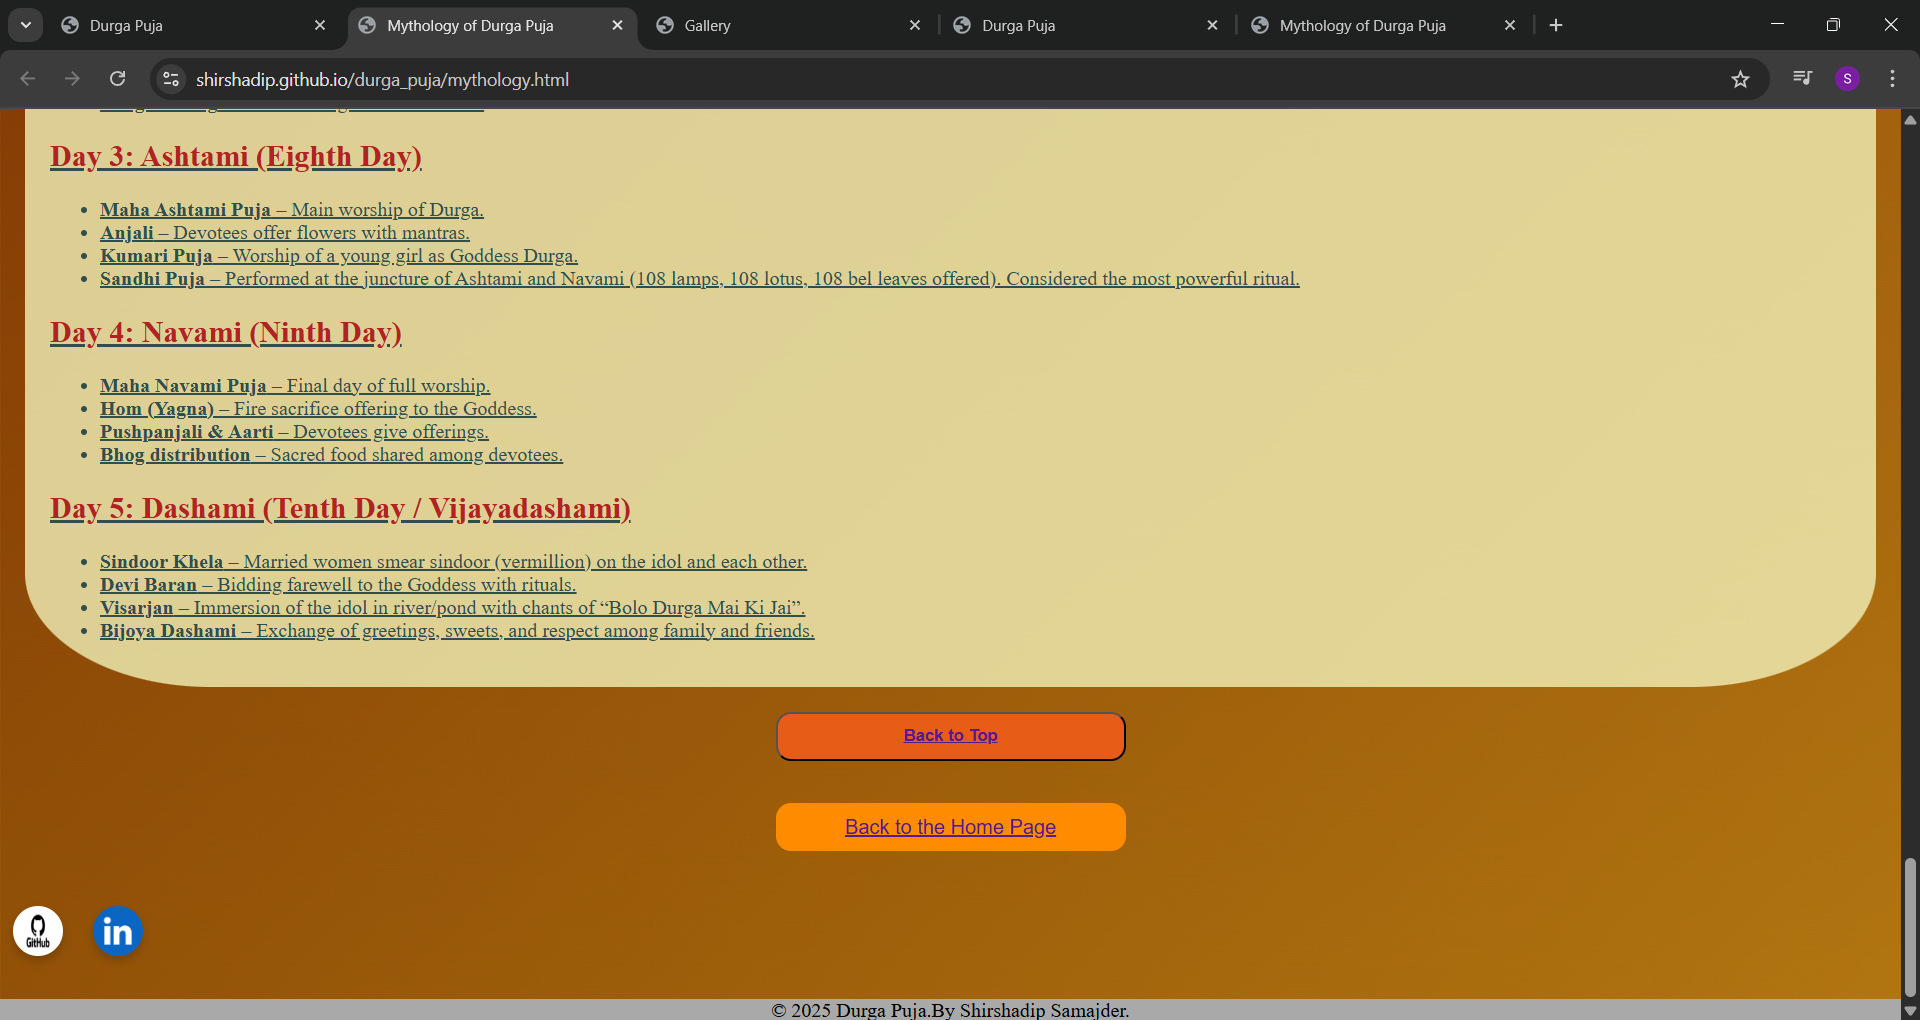 Durga Puja
Mythology of Durga Puja
Gallery
Durga Puja
Mythology of Durga Puja
shirshadip.github.io/durga_puja/mythology.html
S
Day 3: Ashtami (Eighth Day)
Maha Ashtami Puja – Main worship of Durga.
Anjali – Devotees offer flowers with mantras.
Kumari Puja – Worship of a young girl as Goddess Durga.
Sandhi Puja – Performed at the juncture of Ashtami and Navami (108 lamps, 108 lotus, 108 bel leaves offered). Considered the most powerful ritual.
Day 4: Navami (Ninth Day)
Maha Navami Puja – Final day of full worship.
Hom (Yagna) – Fire sacrifice offering to the Goddess.
Pushpanjali & Aarti – Devotees give offerings.
Bhog distribution – Sacred food shared among devotees.
Day 5: Dashami (Tenth Day / Vijayadashami)
Sindoor Khela – Married women smear sindoor (vermillion) on the idol and each other.
Devi Baran – Bidding farewell to the Goddess with rituals.
Visarjan – Immersion of the idol in river/pond with chants of “Bolo Durga Mai Ki Jai”.
Bijoya Dashami – Exchange of greetings, sweets, and respect among family and friends.
Back to Top
Back to the Home Page
GitHub
in
© 2025 Durga Puja.By Shirshadip Samajder.